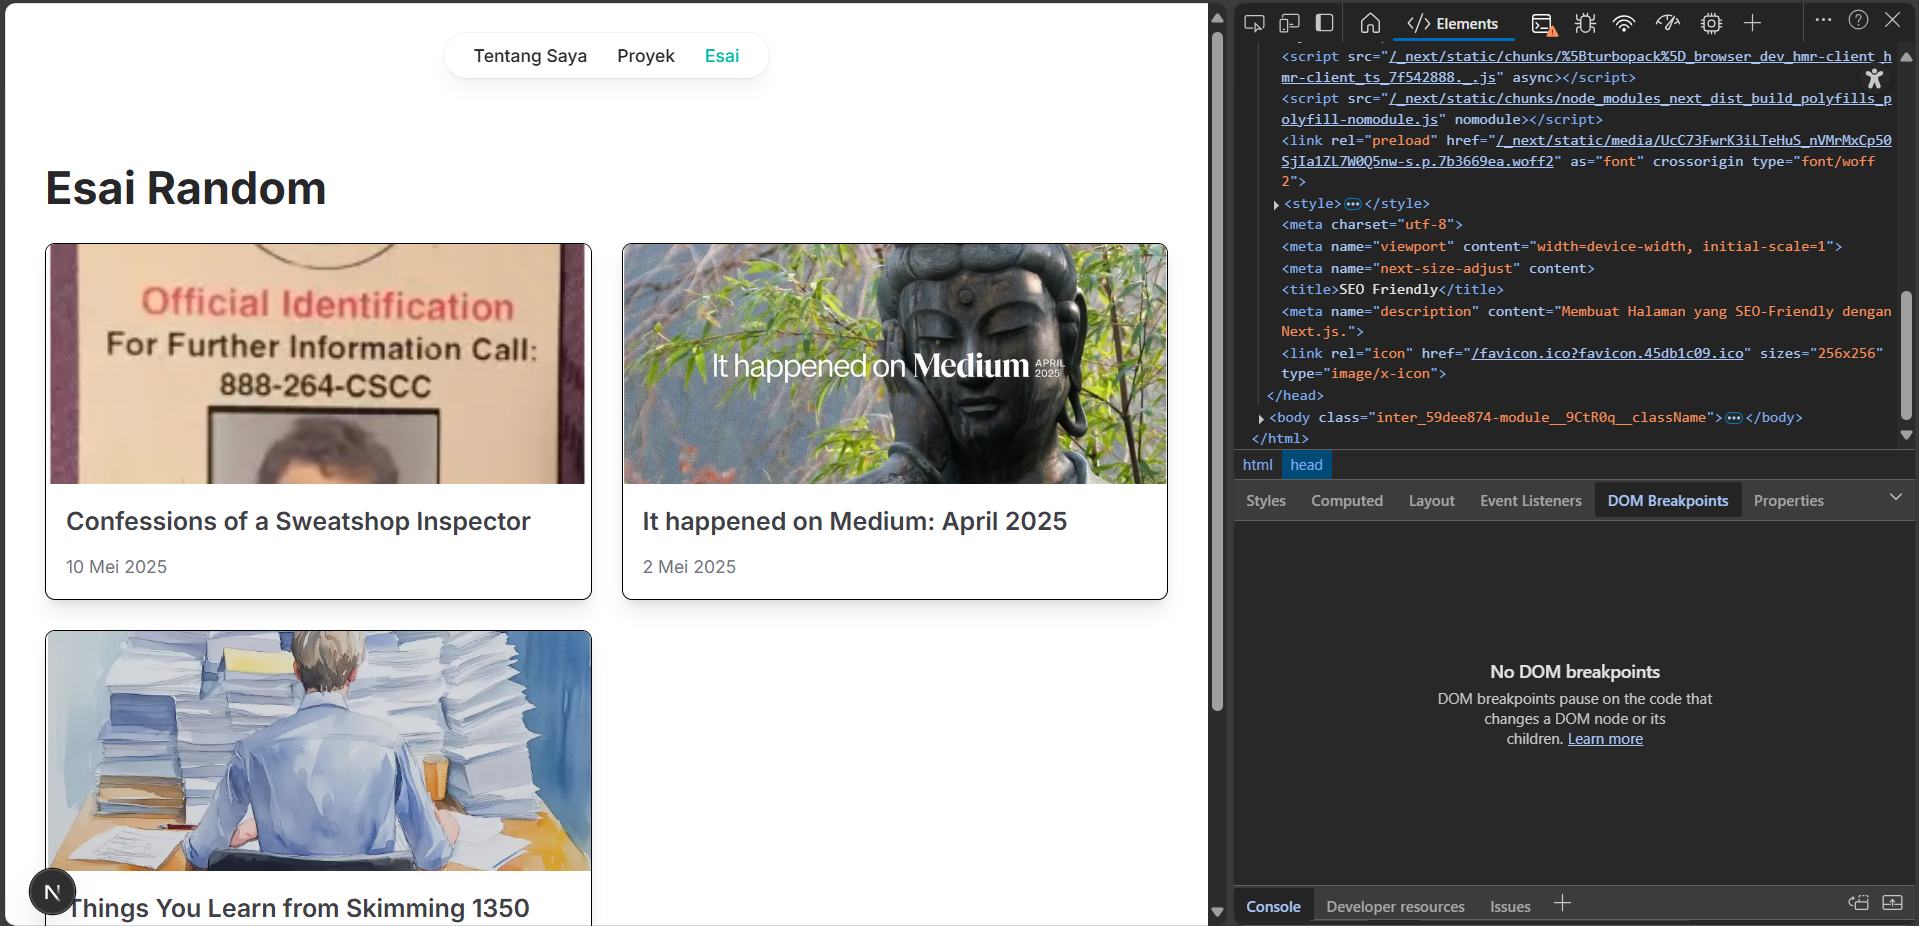 Tentang Saya Proyek Esai
Esai Random
Official Identification
For Further Information Call:
888-264-CSCC
Confessions of a Sweatshop Inspector
10 Mei 2025
It happened on Medium APRIL 2025
It happened on Medium: April 2025
2 Mei 2025
N
Things You Learn from Skimming 1350
Elements
<script src="/_next/static/chunks/%5Bturbopack%5D_browser_dev_hmr-client_h
mr-client_ts_7f542888._.js" async></script>
<script src="/_next/static/chunks/node_modules_next_dist_build_polyfills_p
olyfill-nomodule.js" nomodule></script>
<link rel="preload" href="/_next/static/media/UcC73FwrK3iLTeHuS_nVMrMxCp50
SjIa1ZL7W0Q5nw-s.p.7b3669ea.woff2" as="font" crossorigin type="font/woff
2">
<style>…</style>
<meta charset="utf-8">
<meta name="viewport" content="width=device-width, initial-scale=1">
<meta name="next-size-adjust" content>
<title>SEO Friendly</title>
<meta name="description" content="Membuat Halaman yang SEO-Friendly dengan
Next.js.">
<link rel="icon" href="/favicon.ico?favicon.45db1c09.ico" sizes="256x256"
type="image/x-icon">
</head>
<body class="inter_59dee874-module__9CtR0q__className">…</body>
</html>
html head
Styles Computed Layout Event Listeners DOM Breakpoints Properties
No DOM breakpoints
DOM breakpoints pause on the code that
changes a DOM node or its
children. Learn more
Console Developer resources Issues